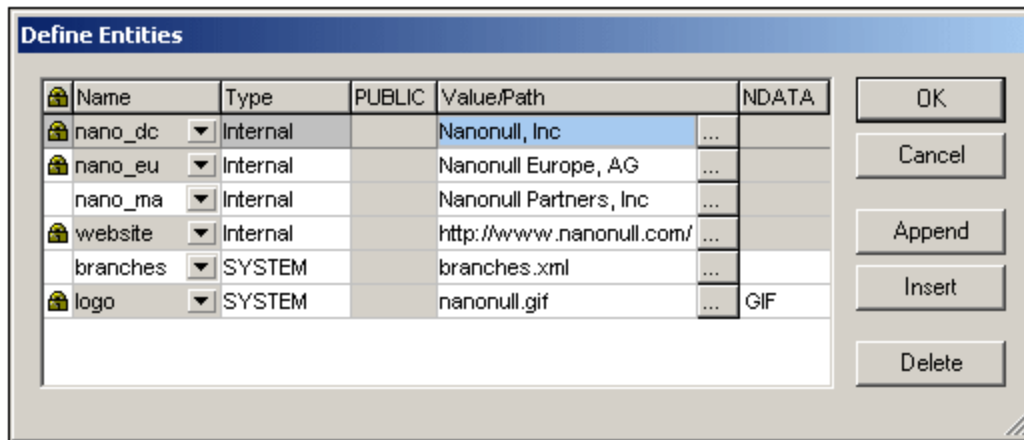 Define Entities
Name Type PUBLIC Value/Path NDATA
nano_dc Internal Nanonull, Inc ...
nano_eu Internal Nanonull Europe, AG ...
nano_ma Internal Nanonull Partners, Inc ...
website Internal http://www.nanonull.com/ ...
branches SYSTEM branches.xml ...
logo SYSTEM nanonull.gif ... GIF
OK
Cancel
Append
Insert
Delete